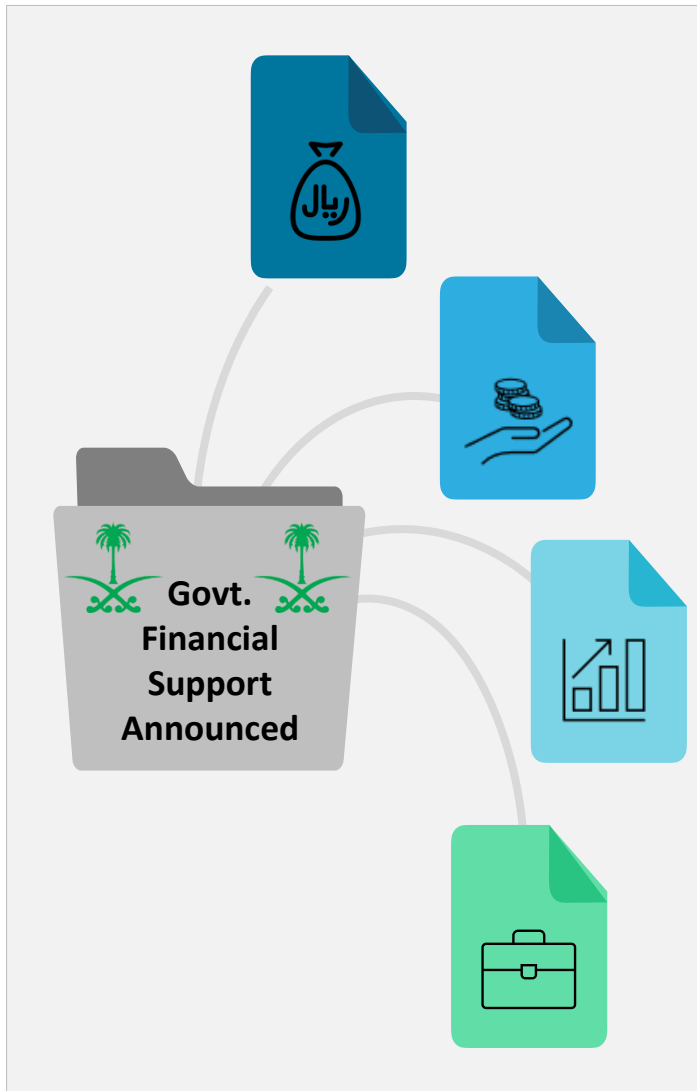 ريال
Govt.
Financial
Support
Announced